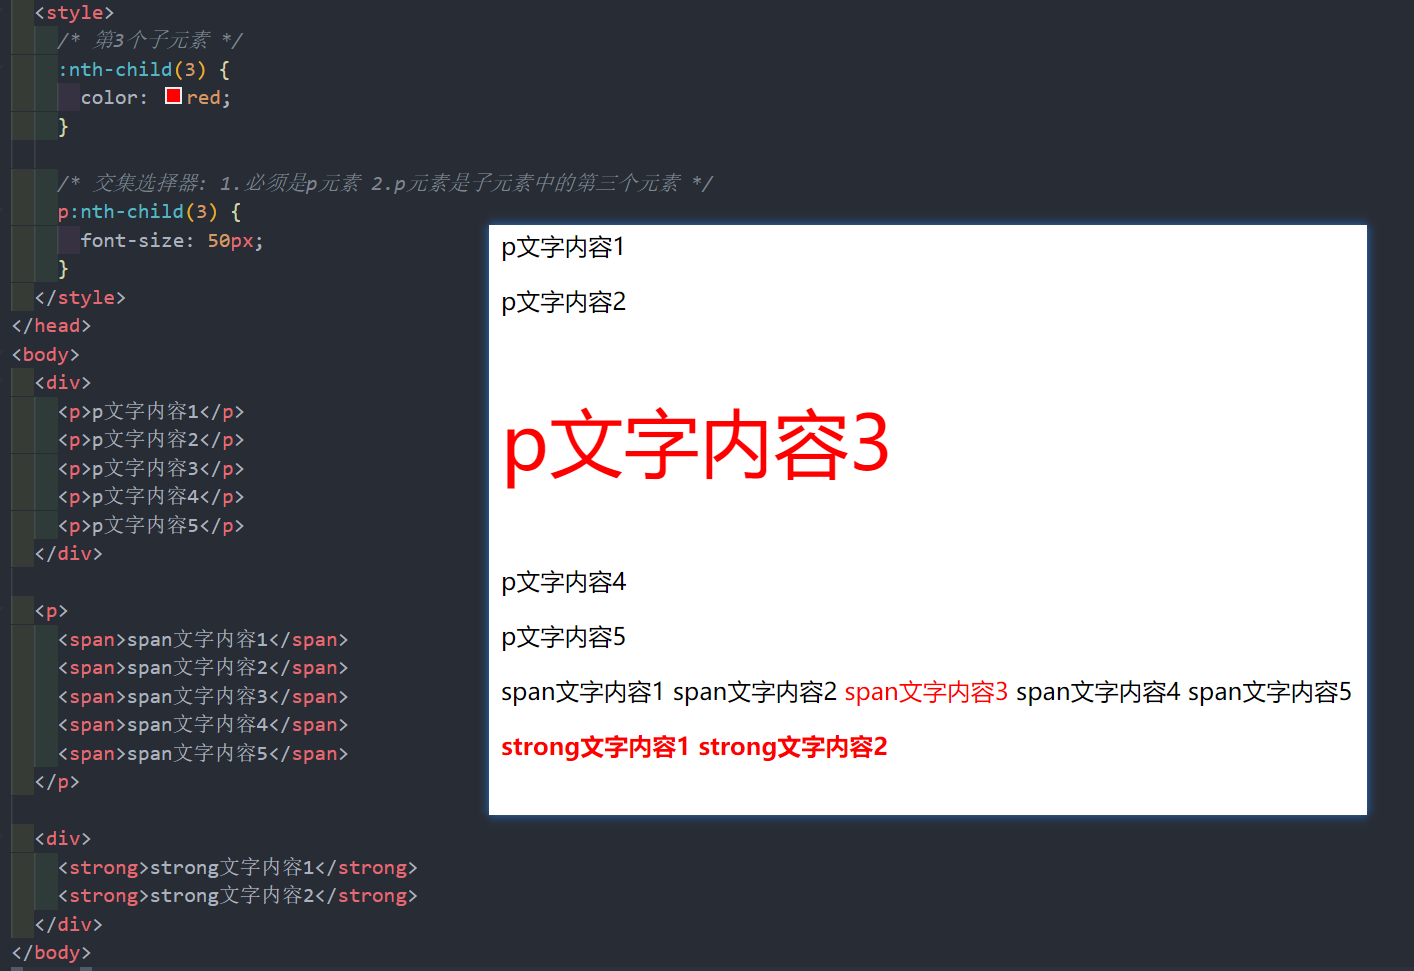 <style>
/* 第3个子元素 */
:nth-child(3) {
color: red;
}
/* 交集选择器: 1.必须是p元素 2.p元素是子元素中的第三个元素 */
p:nth-child(3) {
font-size: 50px;
}
</style>
</head>
<body>
<div>
<p>p文字内容1</p>
<p>p文字内容2</p>
<p>p文字内容3</p>
<p>p文字内容4</p>
<p>p文字内容5</p>
</div>
<p>
<span>span文字内容1</span>
<span>span文字内容2</span>
<span>span文字内容3</span>
<span>span文字内容4</span>
<span>span文字内容5</span>
</p>
<div>
<strong>strong文字内容1</strong>
<strong>strong文字内容2</strong>
</div>
</body>
p文字内容1
p文字内容2
p文字内容3
p文字内容4
p文字内容5
span文字内容1 span文字内容2 span文字内容3 span文字内容4 span文字内容5
strong文字内容1 strong文字内容2